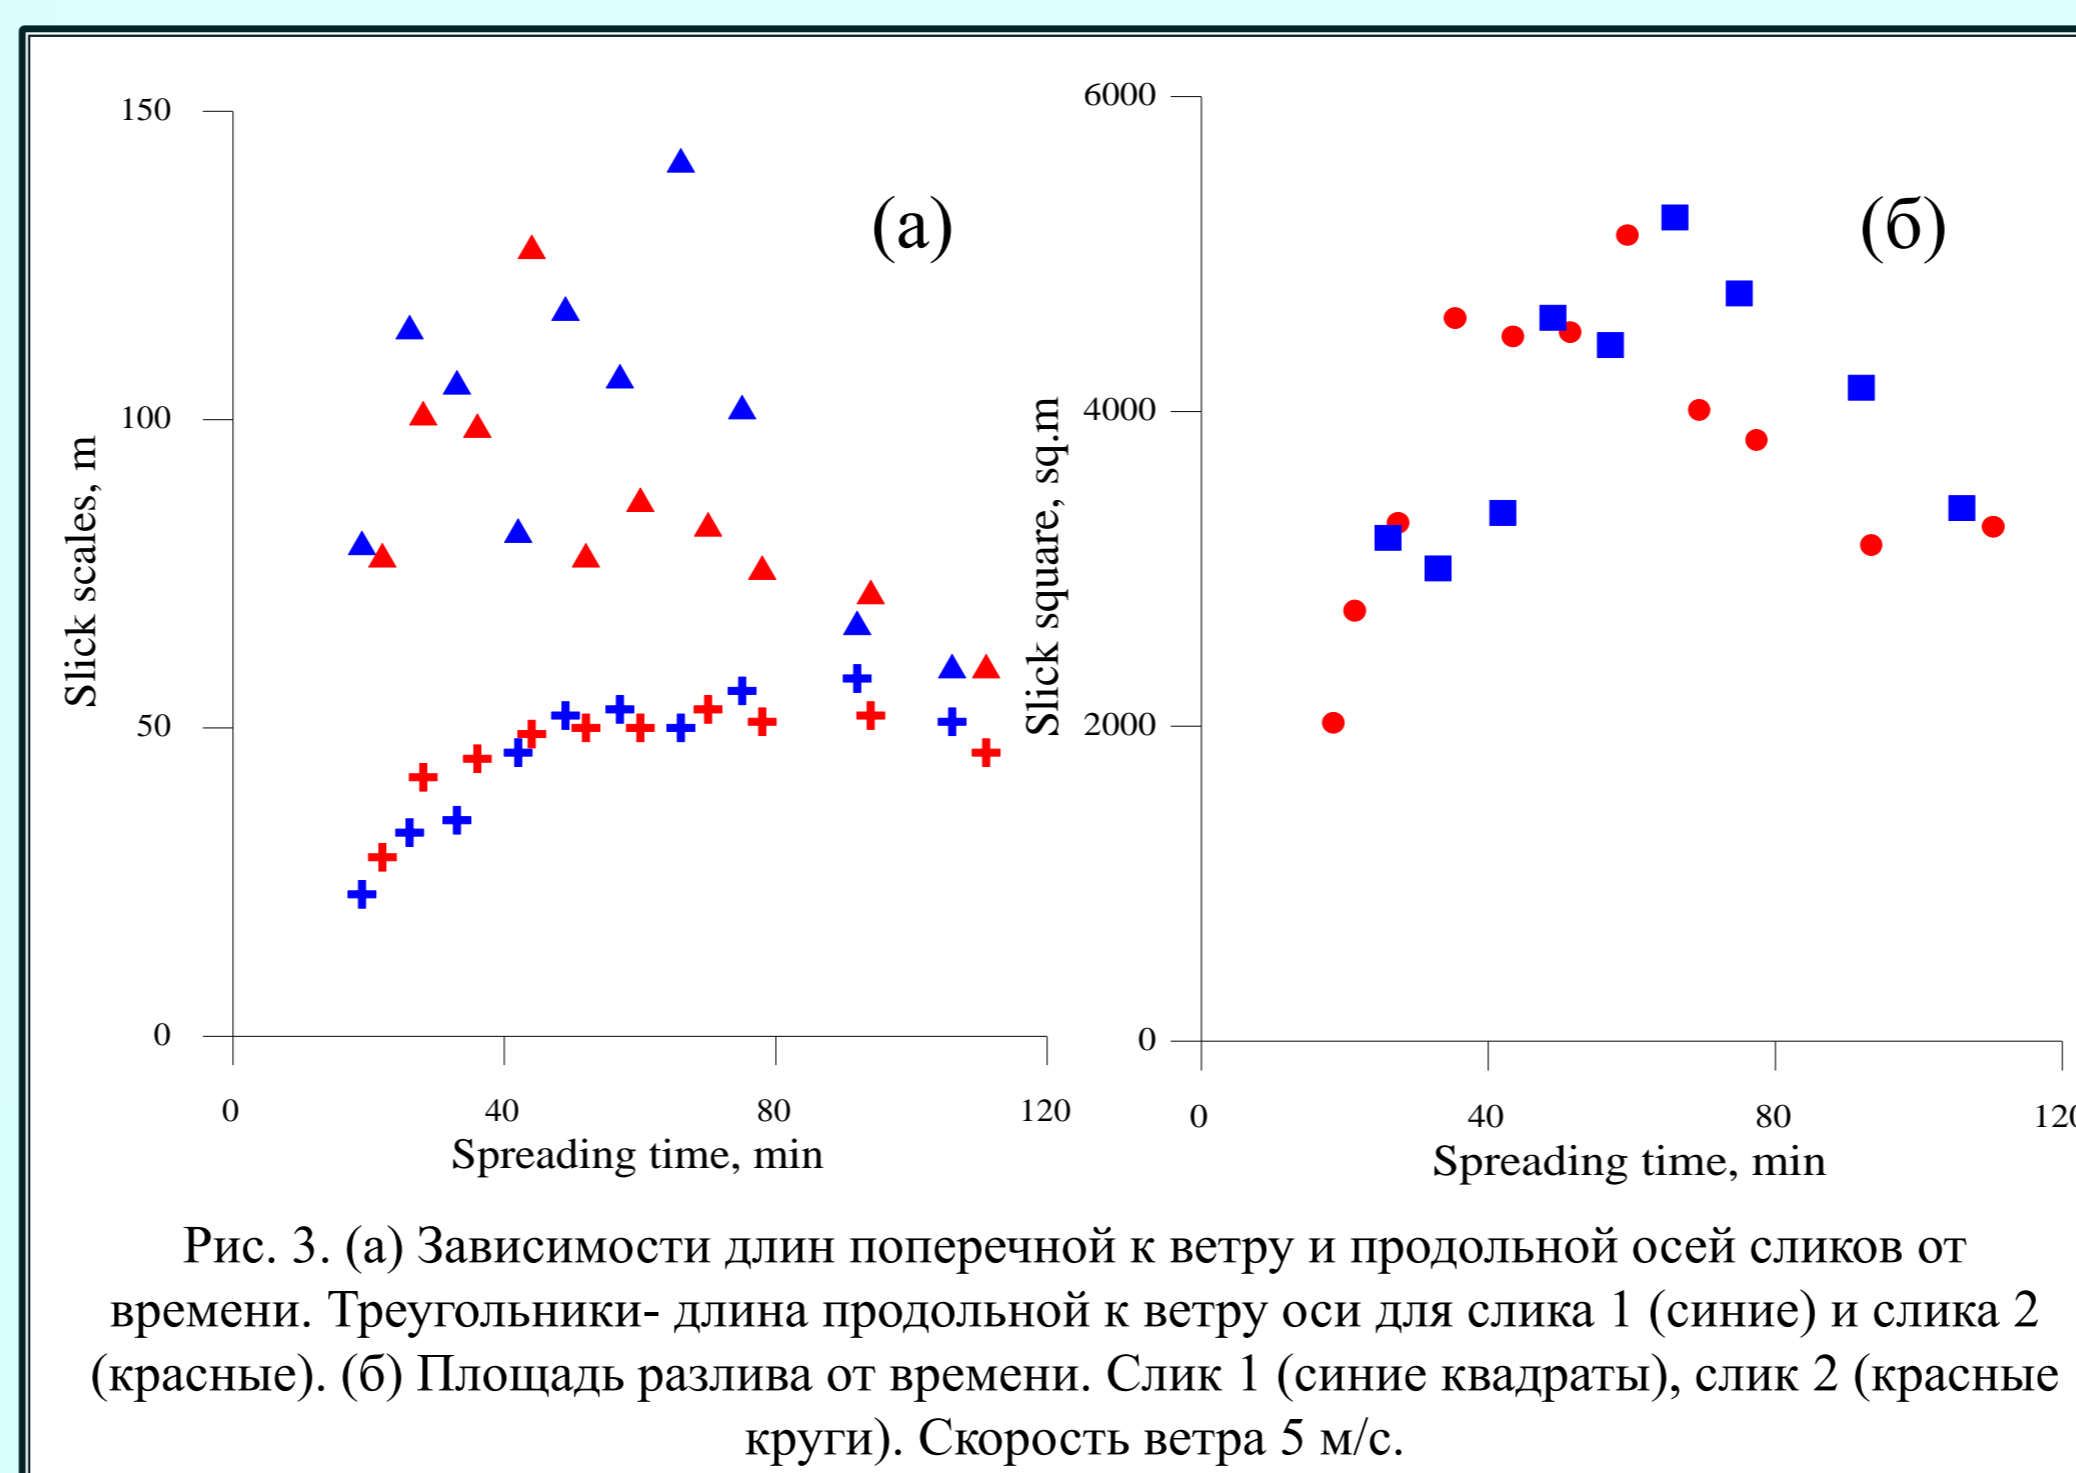 150
100
50
0
0
40
80
120
Slick scales, m
Spreading time, min
(а)
6000
4000
2000
0
0
40
80
120
Slick square, sq.m
Spreading time, min
(б)
Рис. 3. (а) Зависимости длин поперечной к ветру и продольной осей сликов от
времени. Треугольники- длина продольной к ветру оси для слика 1 (синие) и слика 2
(красные). (б) Площадь разлива от времени. Слик 1 (синие квадраты), слик 2 (красные
круги). Скорость ветра 5 м/с.